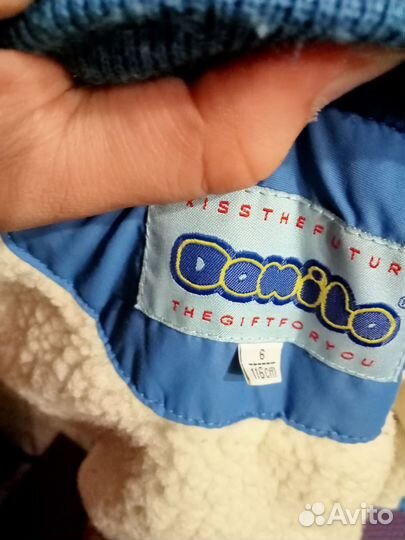 KISSTHEFUTUR
Danilo
THEGIFTFORYOU
6
116cm
Avito